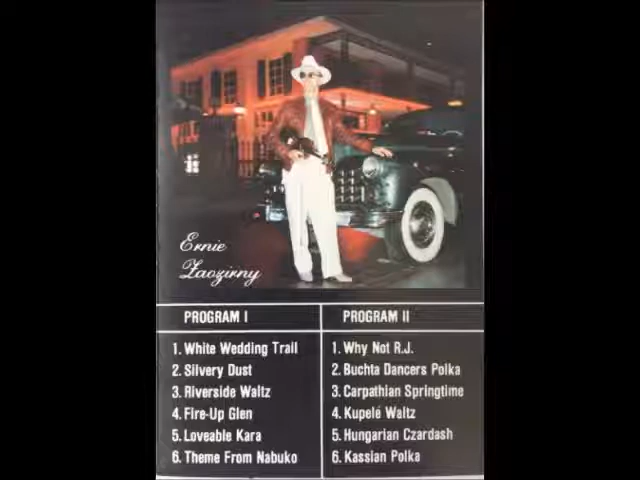 Ernie
Zaozirny
PROGRAM I
1. White Wedding Trail
2. Silvery Dust
3. Riverside Waltz
4. Fire-Up Glen
5. Loveable Kara
6. Theme From Nabuko
PROGRAM II
1. Why Not R.J.
2. Buchta Dancers Polka
3. Carpathian Springtime
4. Kupelé Waltz
5. Hungarian Czardash
6. Kassian Polka